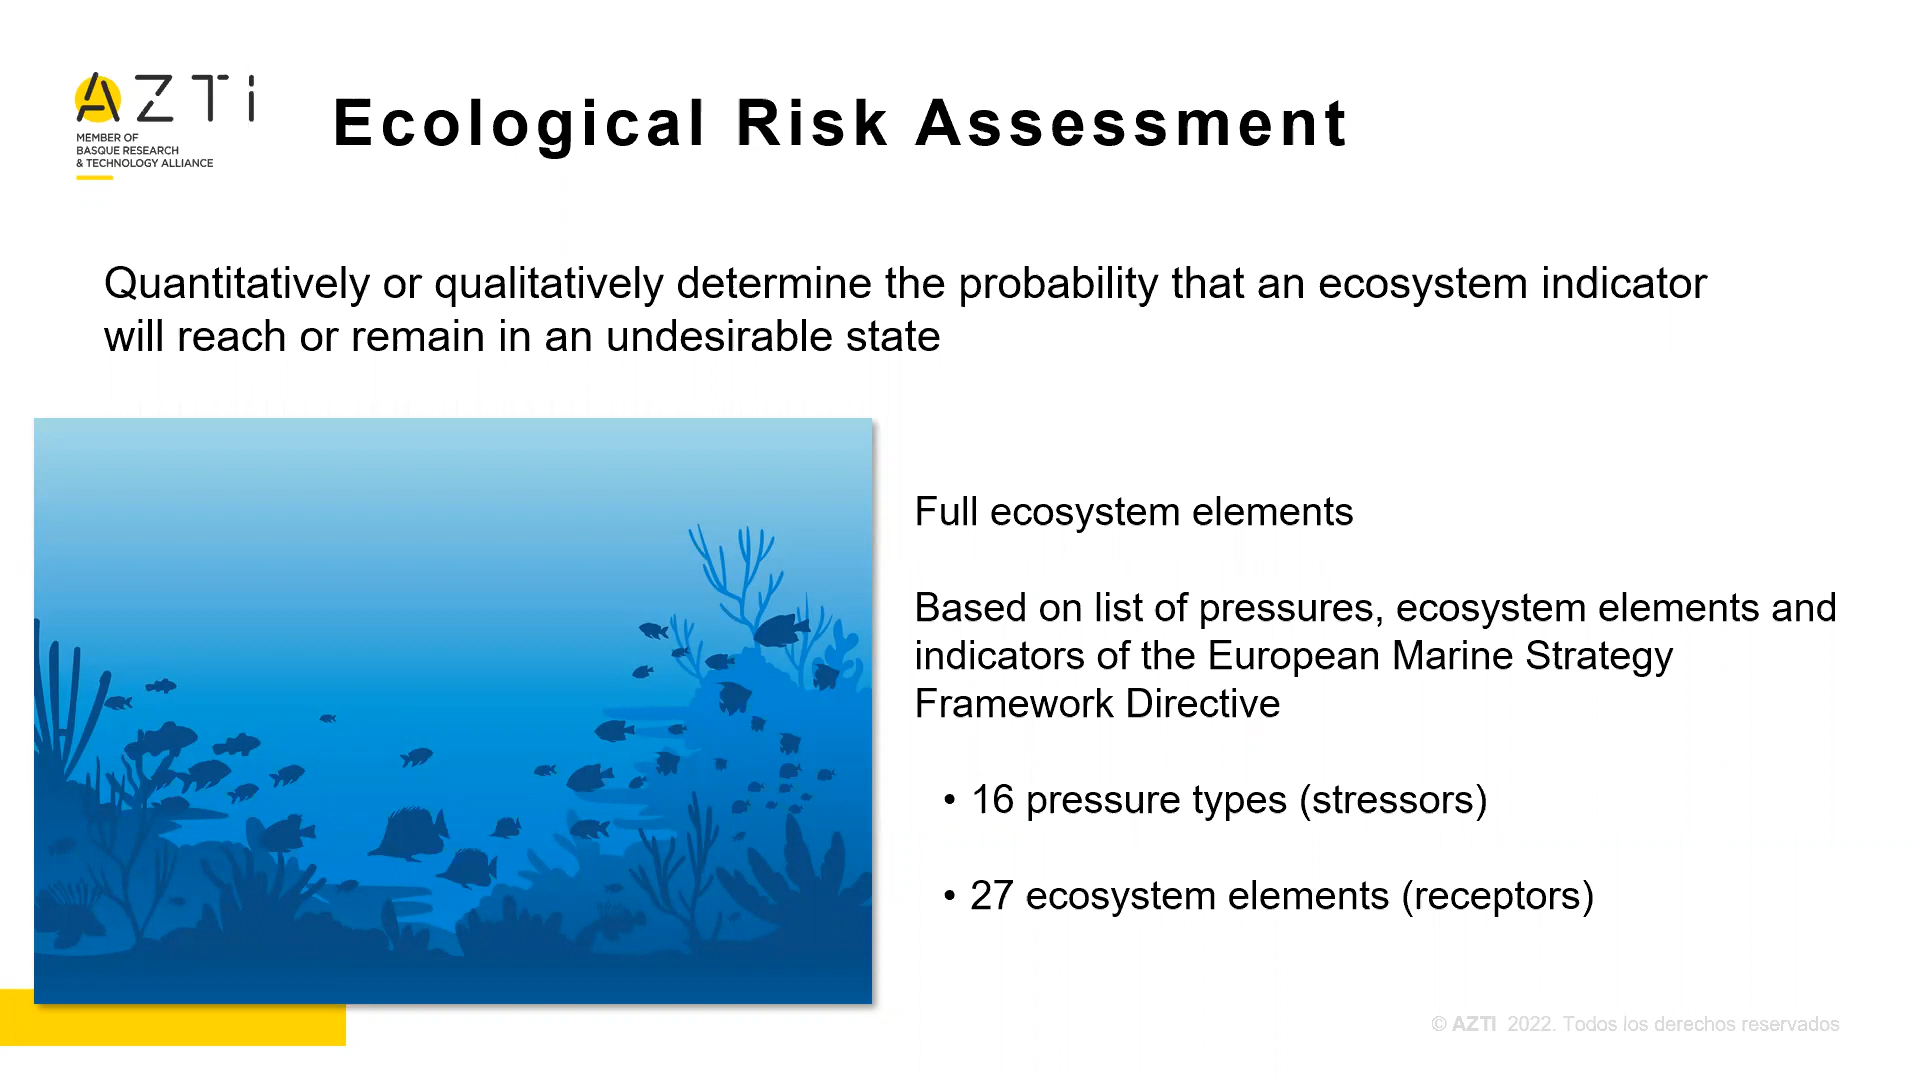 AZTi
MEMBER OF
BASQUE RESEARCH
& TECHNOLOGY ALLIANCE
Ecological Risk Assessment
Quantitatively or qualitatively determine the probability that an ecosystem indicator
will reach or remain in an undesirable state
Full ecosystem elements
Based on list of pressures, ecosystem elements and
indicators of the European Marine Strategy
Framework Directive
• 16 pressure types (stressors)
• 27 ecosystem elements (receptors)
© AZTI 2022. Todos los derechos reservados